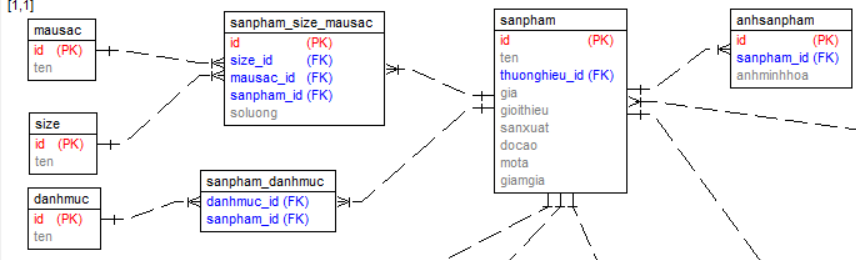 [1,1]
mausac
id (PK)
ten
size
id (PK)
ten
danhmuc
id (PK)
ten
sanpham_size_mausac
id (PK)
size_id (FK)
mausac_id (FK)
sanpham_id (FK)
soluong
sanpham_danhmuc
danhmuc_id (FK)
sanpham_id (FK)
sanpham
id (PK)
ten
thuonghieu_id (FK)
gia
gioithieu
sanxuat
docao
mota
giamgia
anhsanpham
id (PK)
sanpham_id (FK)
anhminhhoa